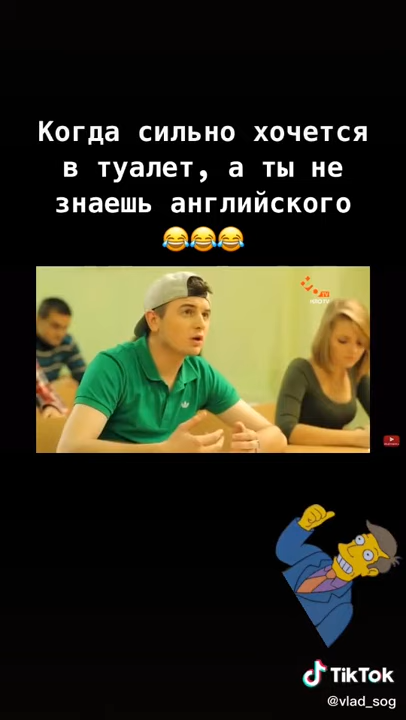 Когда сильно хочется
в туалет, а ты не
знаешь английского
😂😂😂
TikTok
@vlad_sog